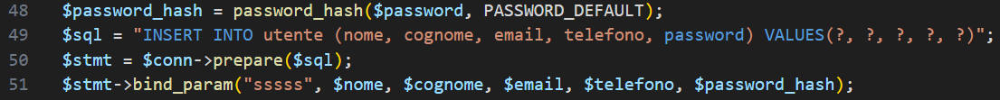 48 $password_hash = password_hash($password, PASSWORD_DEFAULT);
49 $sql = "INSERT INTO utente (nome, cognome, email, telefono, password) VALUES(?, ?, ?, ?, ?)";
50 $stmt = $conn->prepare($sql);
51 $stmt->bind_param("sssss", $nome, $cognome, $email, $telefono, $password_hash);